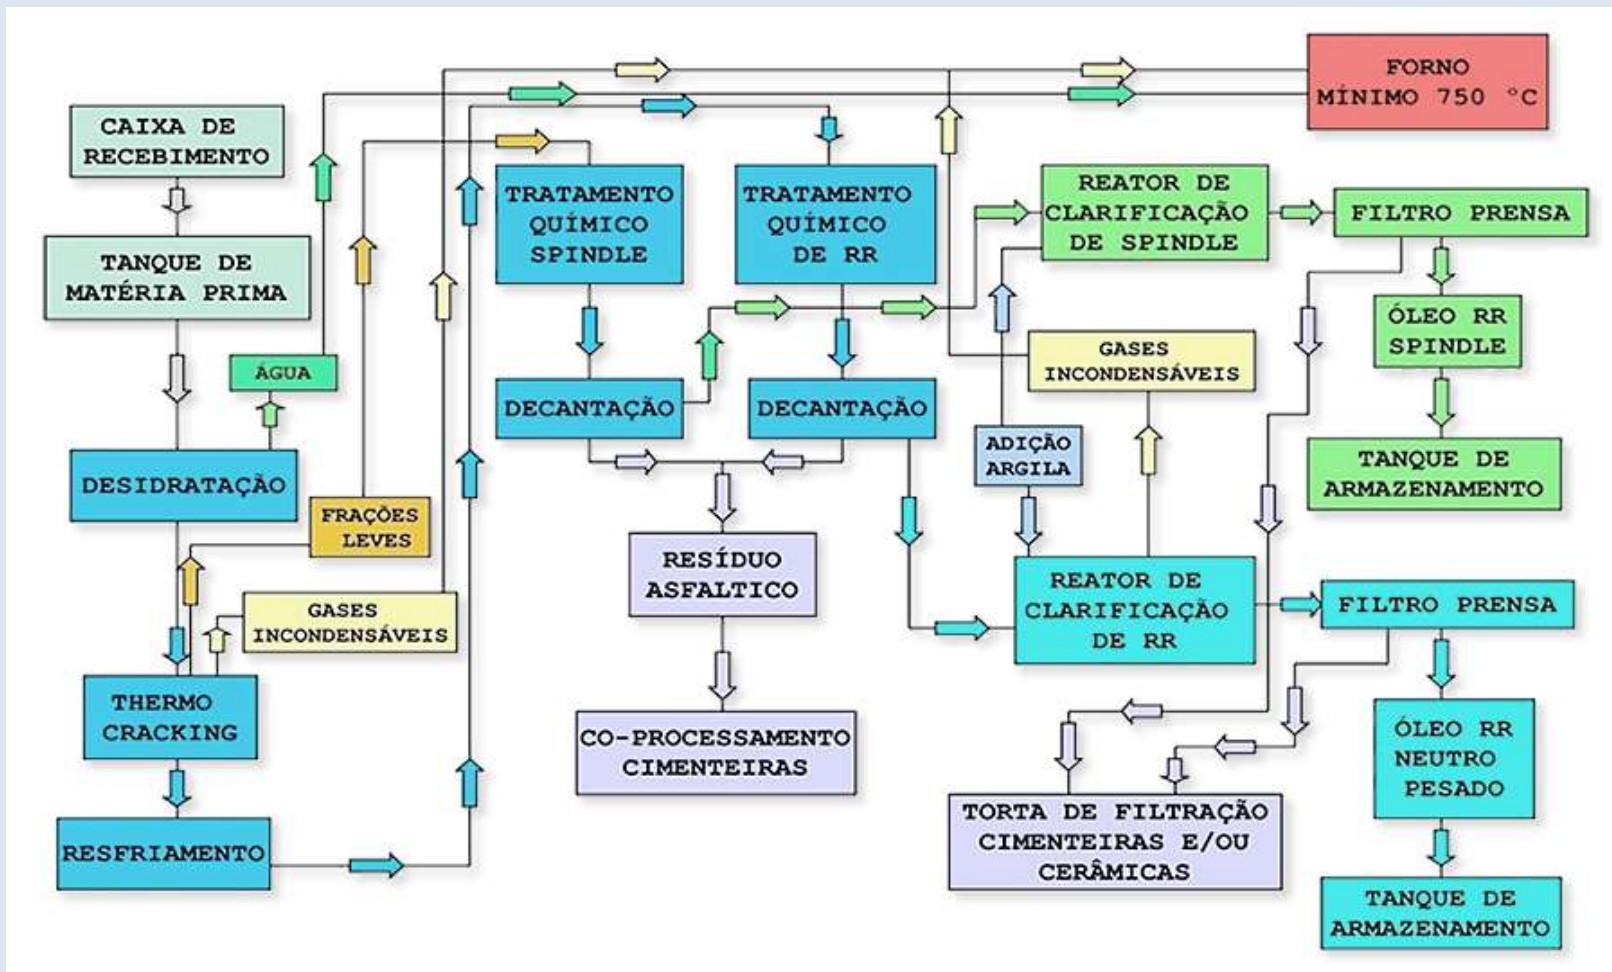 CAIXA DE
RECEBIMENTO
TANQUE DE
MATÉRIA PRIMA
ÁGUA
DESIDRATAÇÃO
FRAÇÕES
LEVES
GASES
INCONDENSÁVEIS
THERMO
CRACKING
RESFRIAMENTO
TRATAMENTO
QUÍMICO
SPINDLE
TRATAMENTO
QUÍMICO
DE RR
DECANTAÇÃO
DECANTAÇÃO
RESÍDUO
ASFALTICO
CO-PROCESSAMENTO
CIMENTEIRAS
FORNO
MÍNIMO 750 °C
REATOR DE
CLARIFICAÇÃO
DE SPINDLE
FILTRO PRENSA
ÓLEO RR
SPINDLE
TANQUE DE
ARMAZENAMENTO
GASES
INCONDENSÁVEIS
ADIÇÃO
ARGILA
REATOR DE
CLARIFICAÇÃO
DE RR
FILTRO PRENSA
ÓLEO RR
NEUTRO
PESADO
TANQUE DE
ARMAZENAMENTO
TORTA DE FILTRAÇÃO
CIMENTEIRAS E/OU
CERÂMICAS